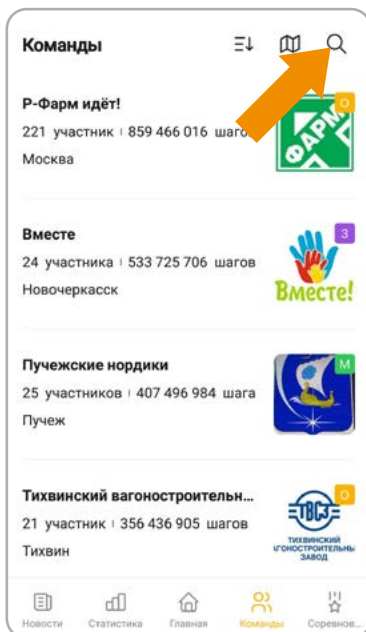 Команды
Р-Фарм идёт!
О
221 участник | 859 466 016 шагов
Москва
ФАРМ
Вместе
З
24 участника | 533 725 706 шагов
Новочеркасск
Вместе!
Пучежские нордики
М
25 участников | 407 496 984 шага
Пучеж
Тихвинский вагоностроительн...
О
21 участник | 356 436 905 шагов
Тихвин
ТВСЗ
ТИХВИНСКИЙ
АГОНОСТРОИТЕЛЬНЫ
ЗАВОД
Новости Статистика Главная Команды Соревнов...